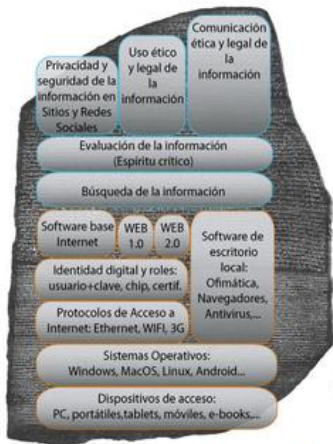 Privacidad y
seguridad de la
información en
Sitios y Redes
Sociales
Uso ético
y legal de
la
información
Comunicación
ética y legal de
la
información
Evaluación de la información
(Espíritu crítico)
Búsqueda de la información
Software base
Internet
WEB
1.0
WEB
2.0
Software de
escritorio
local:
Ofimática,
Navegadores,
Antivirus,...
Identidad digital y roles:
usuario+clave, chip, certif.
Protocolos de Acceso a
Internet: Ethernet, WIFI, 3G
Sistemas Operativos:
Windows, MacOS, Linux, Android...
Dispositivos de acceso:
PC, portátiles,tablets, móviles, e-books,...